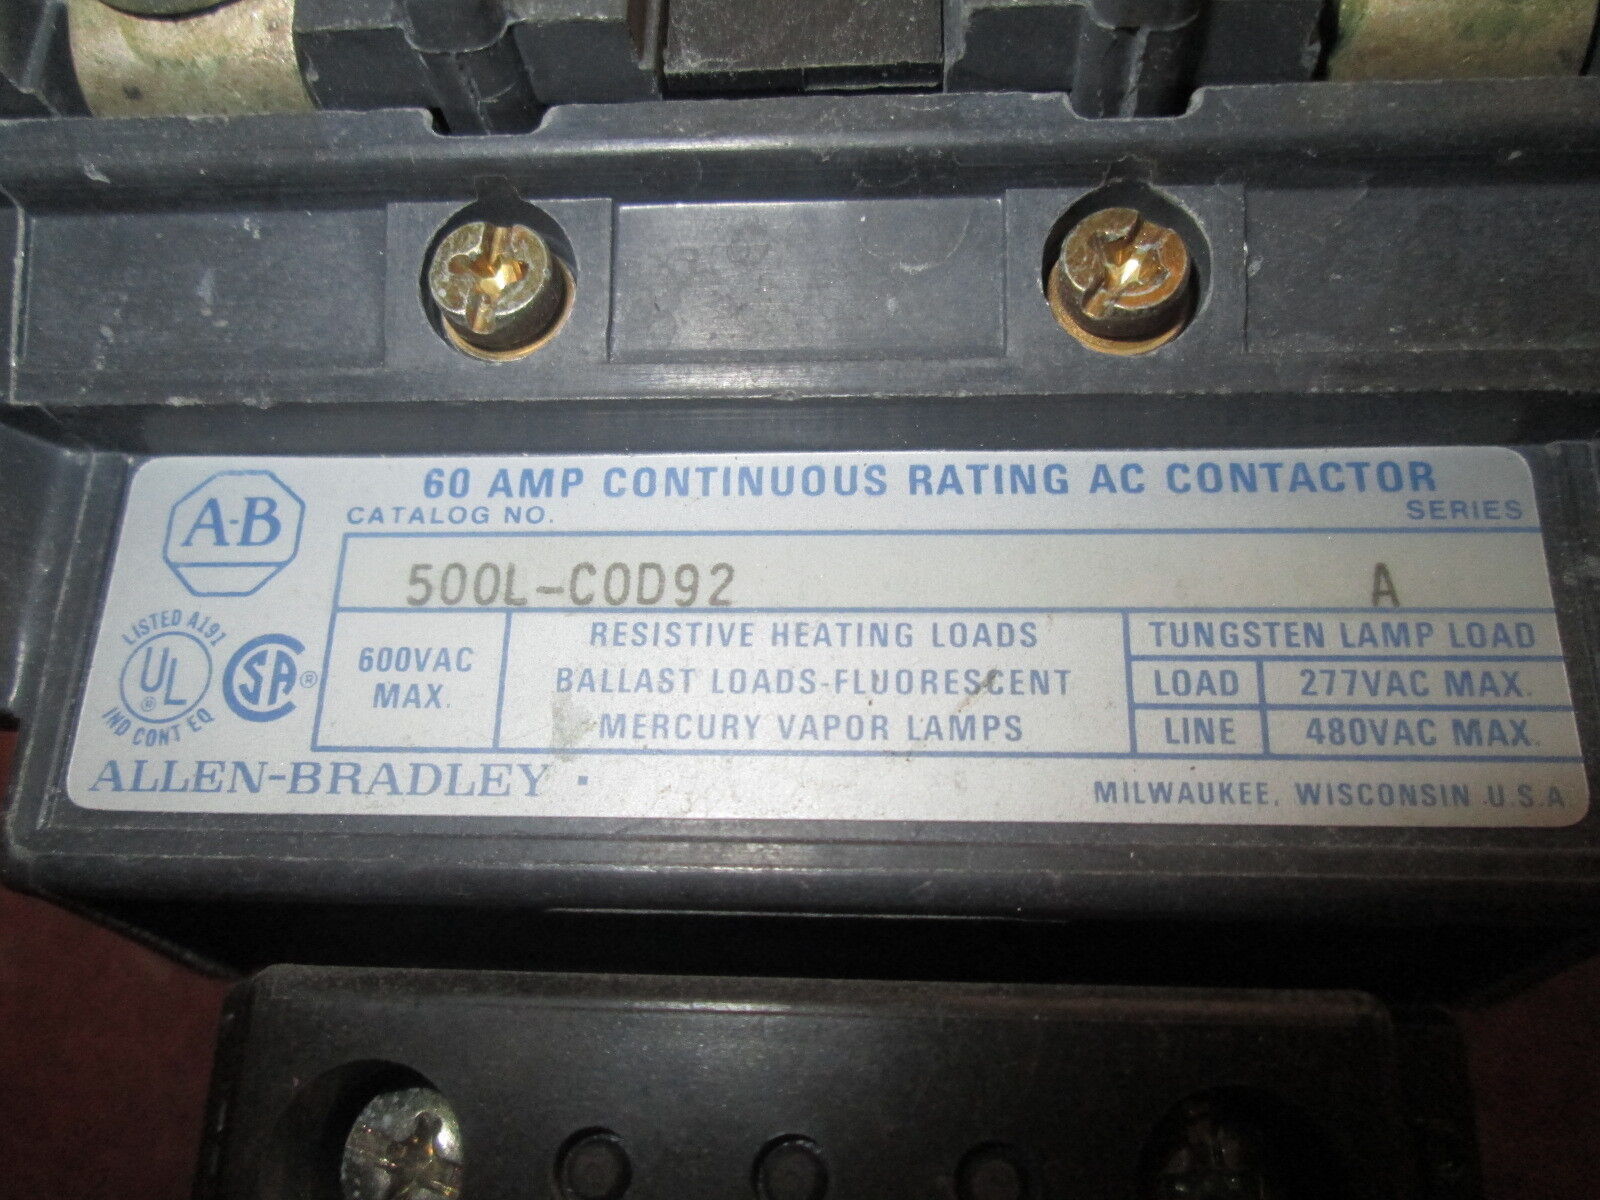 60 AMP CONTINUOUS RATING AC CONTACTOR
A-B
CATALOG NO.
SERIES
500L-COD92
A
LISTED A191
UL
®
IND CONT EQ
SA ®
600VAC
MAX.
RESISTIVE HEATING LOADS
BALLAST LOADS-FLUORESCENT
MERCURY VAPOR LAMPS
TUNGSTEN LAMP LOAD
LOAD 277VAC MAX.
LINE 480VAC MAX.
ALLEN-BRADLEY
MILWAUKEE, WISCONSIN U.S.A